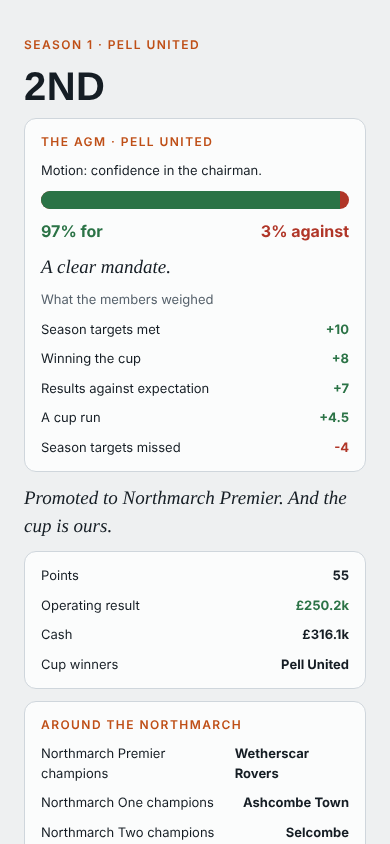 SEASON 1 · PELL UNITED
2ND
THE AGM · PELL UNITED
Motion: confidence in the chairman.
97% for 3% against
A clear mandate.
What the members weighed
Season targets met +10
Winning the cup +8
Results against expectation +7
A cup run +4.5
Season targets missed -4
Promoted to Northmarch Premier. And the
cup is ours.
Points 55
Operating result £250.2k
Cash £316.1k
Cup winners Pell United
AROUND THE NORTHMARCH
Northmarch Premier Wetherscar
champions Rovers
Northmarch One champions Ashcombe Town
Northmarch Two champions Selcombe